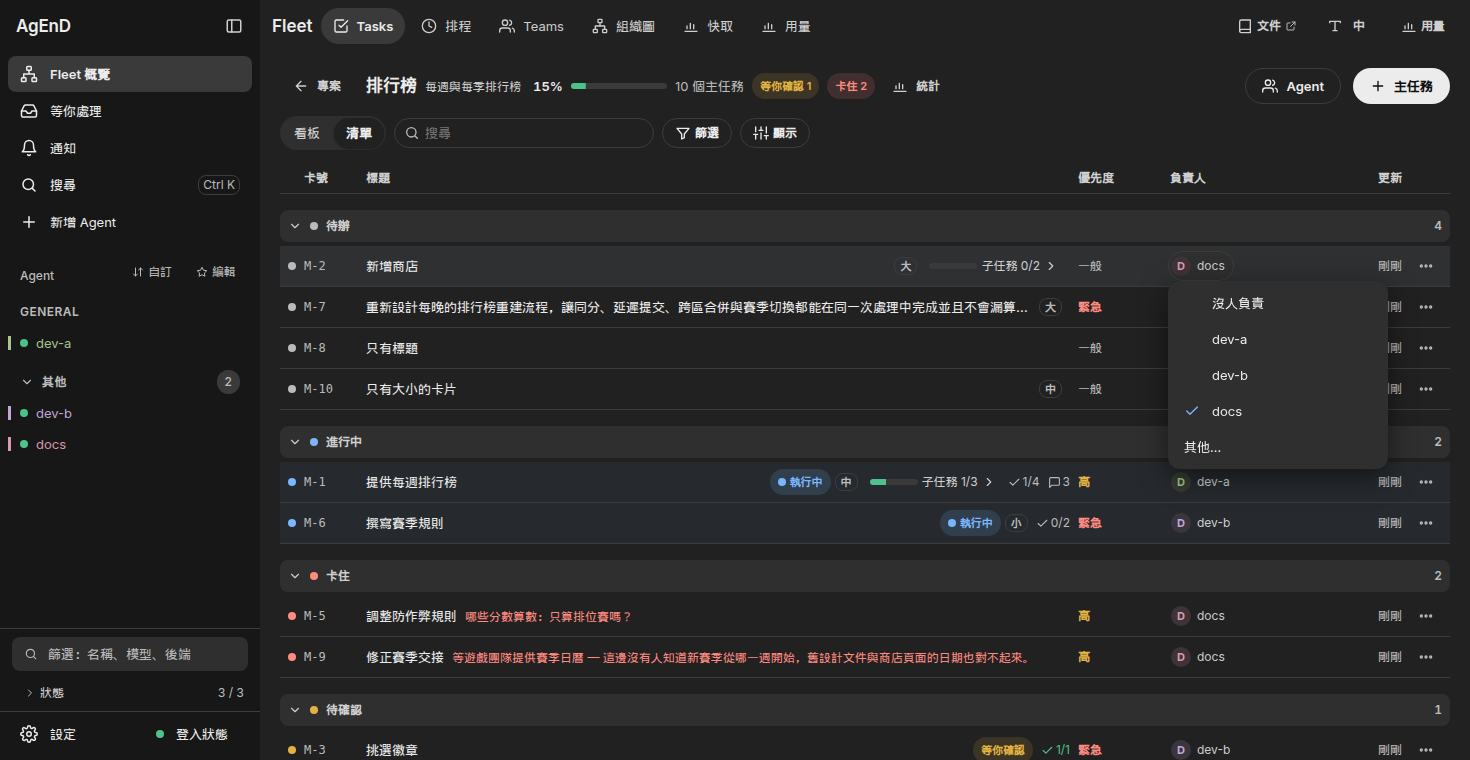 AgEnD
Fleet 概覽
等你處理
通知
搜尋 Ctrl K
新增 Agent
Agent 自訂 編輯
GENERAL
dev-a
其他 2
dev-b
docs
篩選：名稱、模型、後端
狀態 3 / 3
設定 登入狀態
Fleet Tasks 排程 Teams 組織圖 快取 用量 文件 中 用量
專案 排行榜 每週與每季排行榜 15% 10 個主任務 等你確認 1 卡住 2 統計 Agent 主任務
看板 清單 搜尋 篩選 顯示
卡號 標題 優先度 負責人 更新
待辦 4
M-2 新增商店 大 子任務 0/2 一般 D docs 剛剛
M-7 重新設計每晚的排行榜重建流程，讓同分、延遲提交、跨區合併與賽季切換都能在同一次處理中完成並且不會漏算... 大 緊急 剛
M-8 只有標題 一般 剛
M-10 只有大小的卡片 中 一般 剛
沒人負責
dev-a
dev-b
docs
其他...
進行中 2
M-1 提供每週排行榜 執行中 中 子任務 1/3 1/4 3 高 D dev-a 剛剛
M-6 撰寫賽季規則 執行中 小 0/2 緊急 D dev-b 剛剛
卡住 2
M-5 調整防作弊規則 哪些分數算數：只算排位賽嗎？ 高 D docs 剛剛
M-9 修正賽季交接 等遊戲團隊提供賽季日曆 — 這邊沒有人知道新賽季從哪一週開始，舊設計文件與商店頁面的日期也對不起來。 高 D docs 剛剛
待確認 1
M-3 挑選徽章 等你確認 1/1 緊急 D dev-b 剛剛